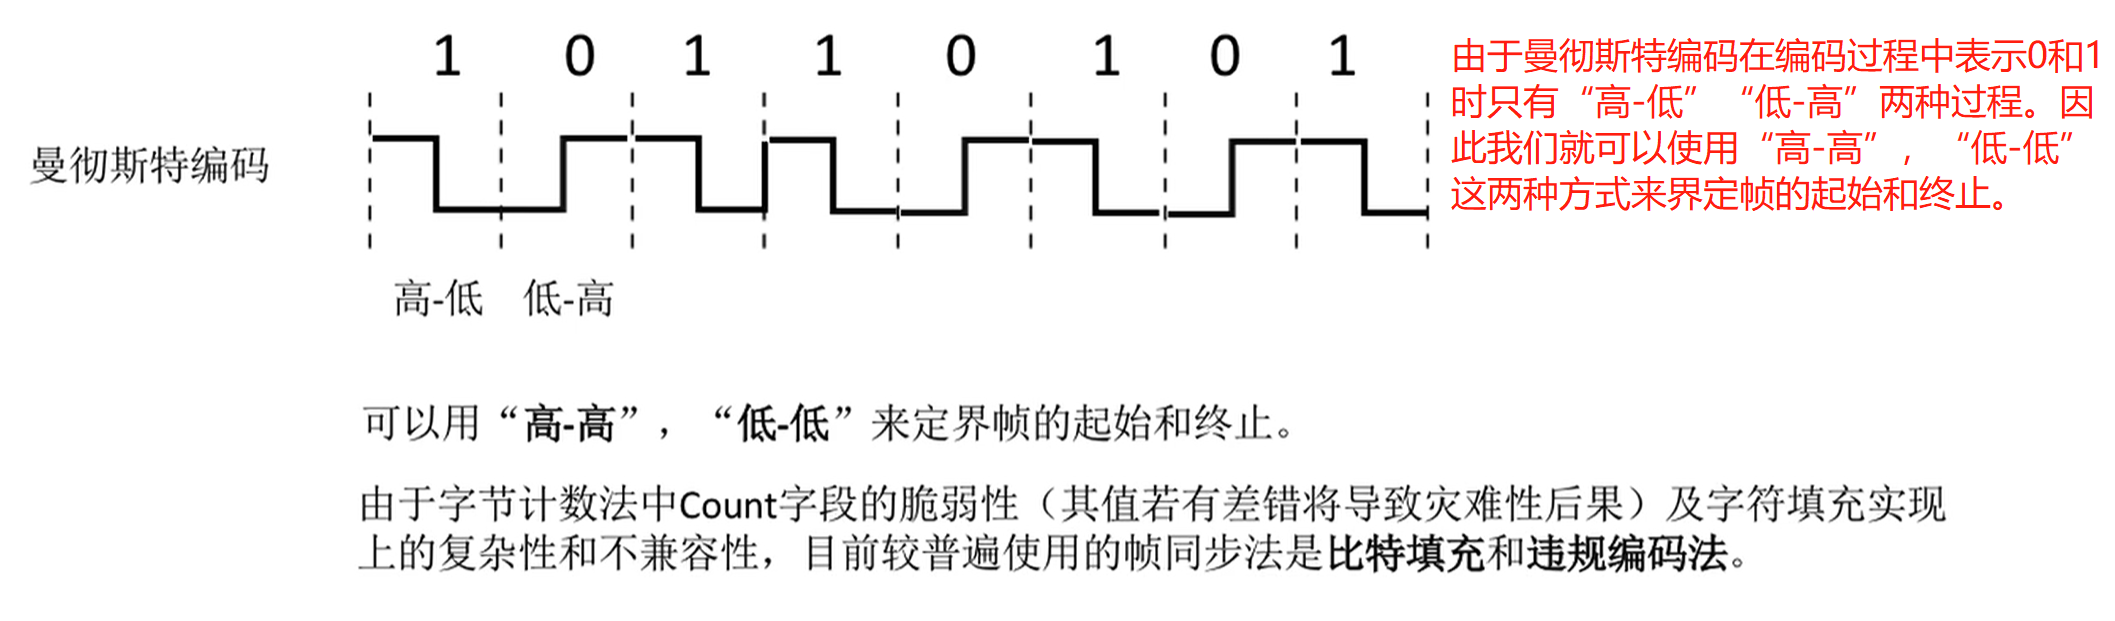 1 0 1 1 0 1 0 1
由于曼彻斯特编码在编码过程中表示0和1
时只有“高-低”“低-高”两种过程。因
此我们就可以使用“高-高”，“低-低”
这两种方式来界定帧的起始和终止。
曼彻斯特编码
高-低 低-高
可以用“高-高”，“低-低”来定界帧的起始和终止。
由于字节计数法中Count字段的脆弱性（其值若有差错将导致灾难性后果）及字符填充实现
上的复杂性和不兼容性，目前较普遍使用的帧同步法是比特填充和违规编码法。